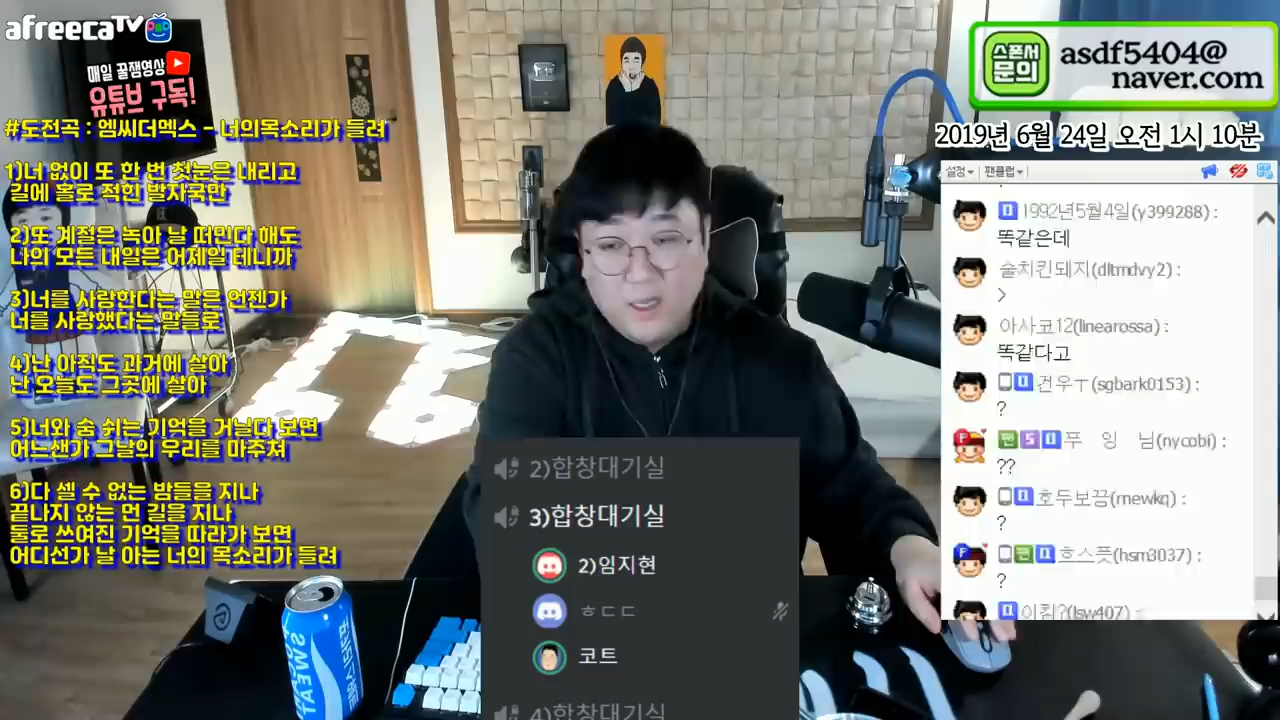 afreecaTV
매일 꿀잼영상
유튜브 구독!
#도전곡 : 엠씨더멕스 - 너의목소리가 들려
1)너 없이 또 한 번 첫눈은 내리고
길에 홀로 적힌 발자국만
2)또 계절은 녹아 날 떠민다 해도
나의 모든 내일은 어제일 테니까
3)너를 사랑한다는 말은 언젠가
너를 사랑했다는 말들로
4)난 아직도 과거에 살아
난 오늘도 그곳에 살아
5)너와 숨 쉬는 기억을 거닐다 보면
어느샌가 그날의 우리를 마주쳐
6)다 셀 수 없는 밤들을 지나
끝나지 않는 먼 길을 지나
둘로 쓰여진 기억을 따라가 보면
어디선가 날 아는 너의 목소리가 들려
스폰서
문의
asdf5404@
naver.com
2019년 6월 24일 오전 1시 10분
설정
팬클럽
1992년5월4일(y399288) :
똑같은데
술치킨돼지(dltmdvy2) :
>
아사코12(linearossa) :
똑같다고
건우ㅜ(sgbark0153) :
?
팬 S 푸 잉 님(nycobi) :
??
호두보끔(rnewkq) :
?
팬 호스풋(hsm3037) :
?
이킴?(lsw407)
2)합창대기실
3)합창대기실
2)임지현
ㅎㄷㄷ
코트
4)합창대기실
SWEAT